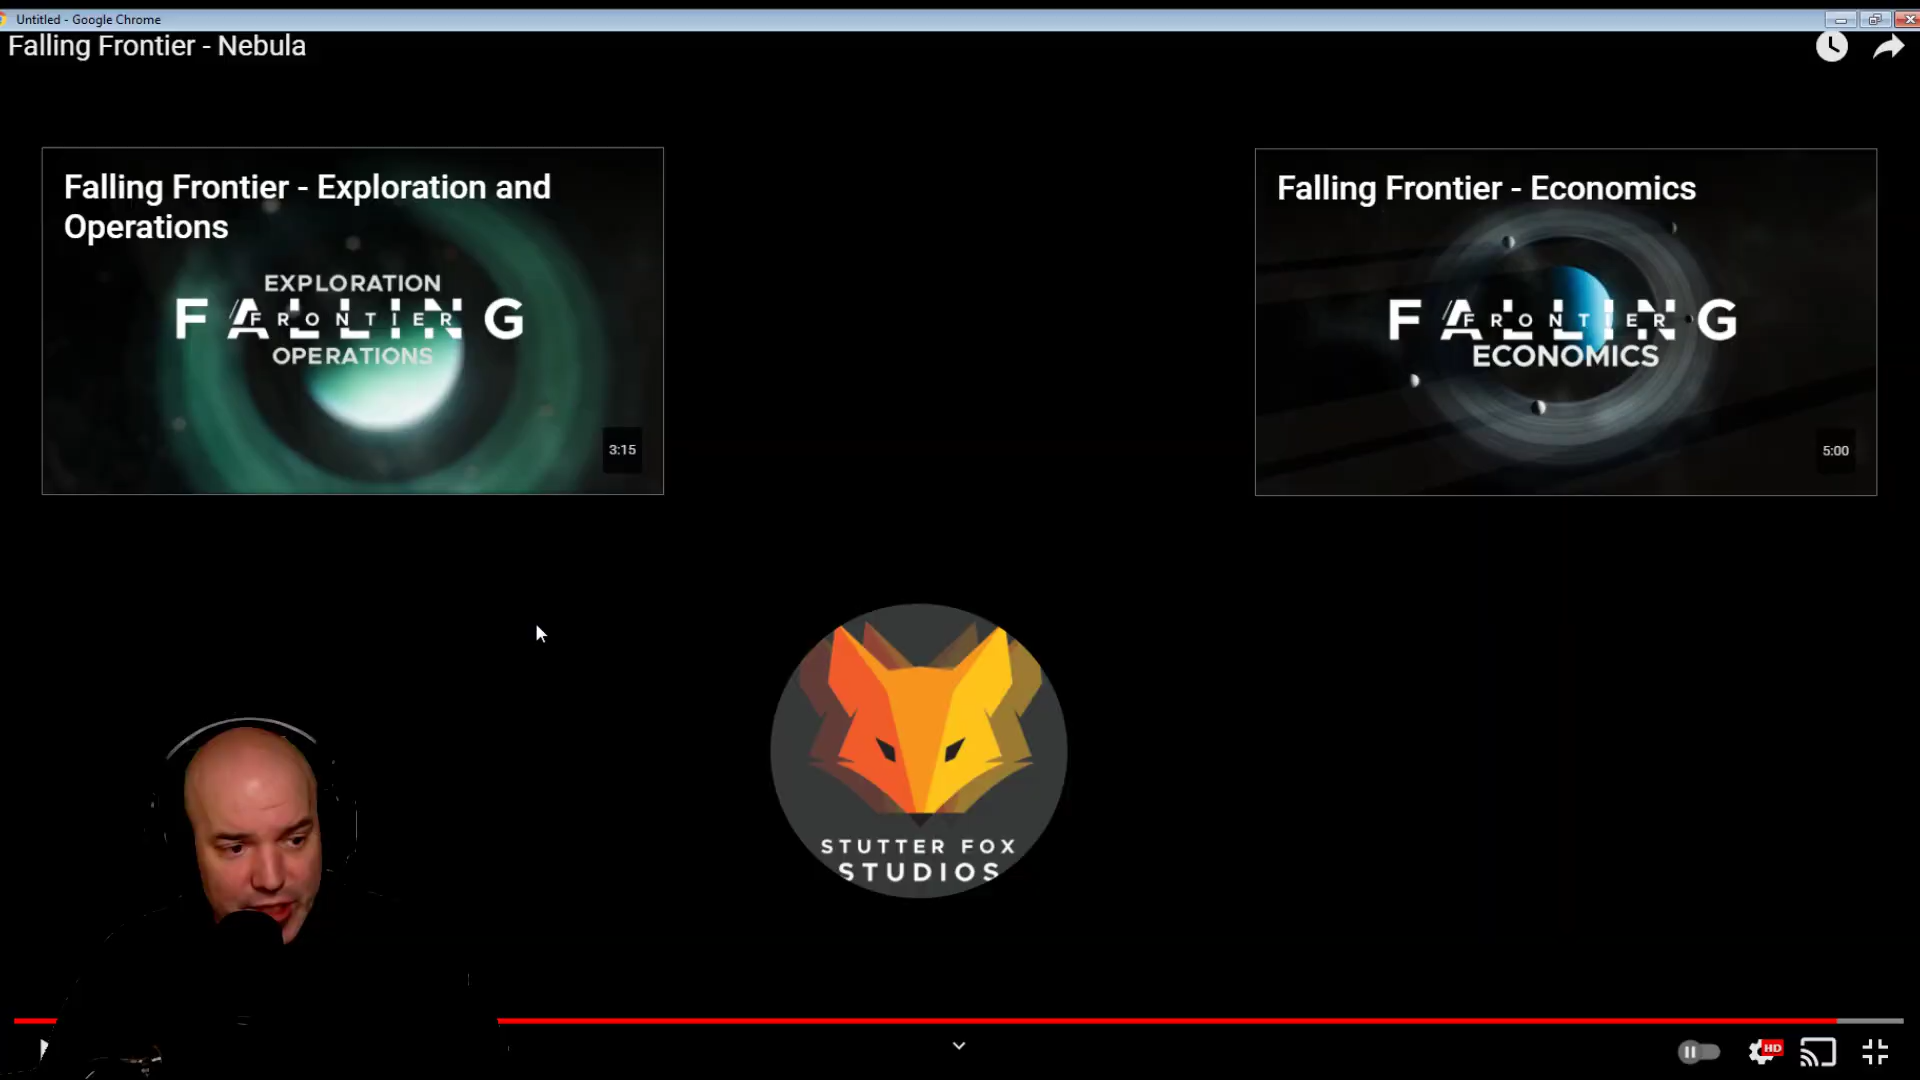 Untitled - Google Chrome
Falling Frontier - Nebula
Falling Frontier - Exploration and
Operations
EXPLORATION
FALLING
FRONTIER
OPERATIONS
3:15
Falling Frontier - Economics
FALLING
FRONTIER
ECONOMICS
5:00
STUTTER FOX
STUDIOS
HD